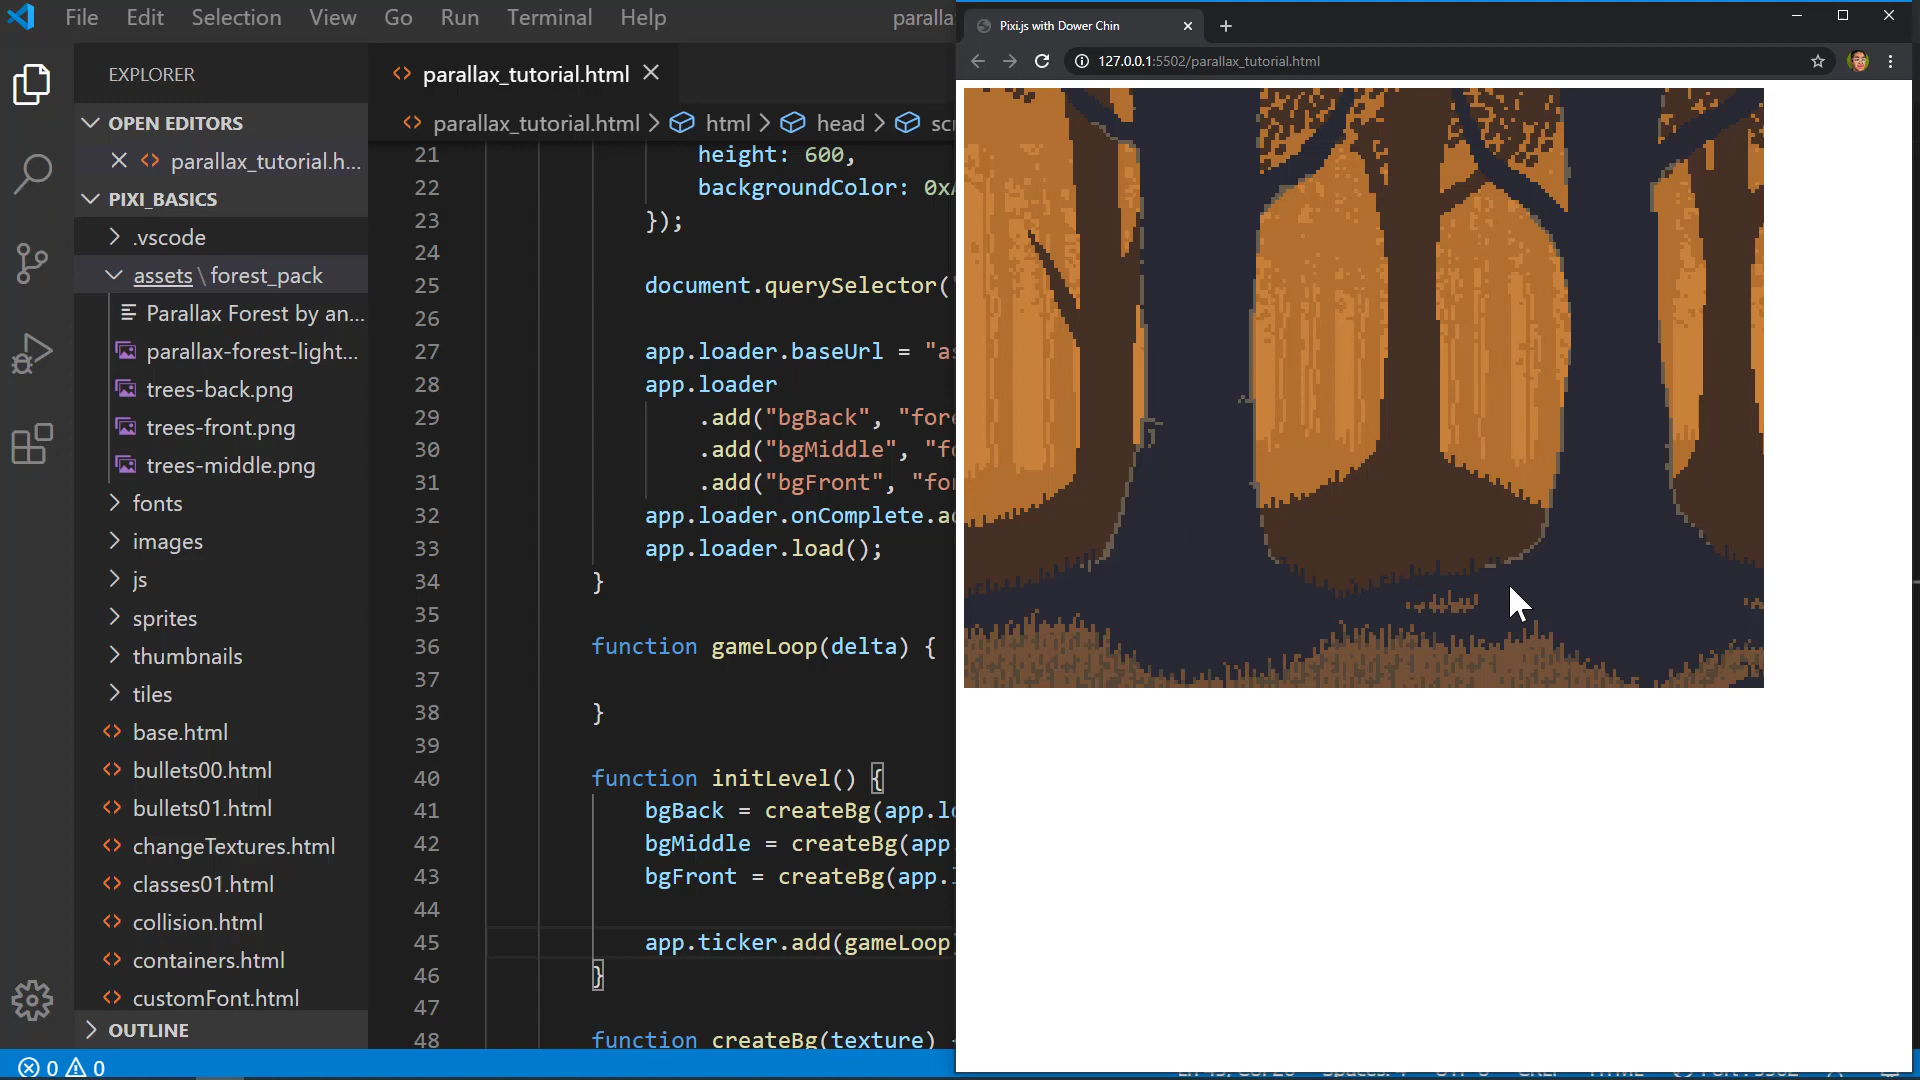 File Edit Selection View Go Run Terminal Help
EXPLORER
OPEN EDITORS
parallax_tutorial.h...
PIXI_BASICS
.vscode
assets \ forest_pack
Parallax Forest by an...
parallax-forest-light...
trees-back.png
trees-front.png
trees-middle.png
fonts
images
js
sprites
thumbnails
tiles
base.html
bullets00.html
bullets01.html
changeTextures.html
classes01.html
collision.html
containers.html
customFont.html
OUTLINE
0 0
parallax_tutorial.html
parallax_tutorial.html > html > head >
21 height: 600,
22 backgroundColor:
23 });
24
25 document.querySelector(
26
27 app.loader.baseUrl =
28 app.loader
29 .add("bgBack",
30 .add("bgMiddle",
31 .add("bgFront",
32 app.loader.onComplete.
33 app.loader.load();
34 }
35
36 function gameLoop(delta) {
37
38 }
39
40 function initLevel() {
41 bgBack = createBg(app.
42 bgMiddle = createBg(app
43 bgFront = createBg(app.
44
45 app.ticker.add(gameLoop
46 }
47
48 function createBg(texture)
Pixi.js with Dower Chin
127.0.0.1:5502/parallax_tutorial.html